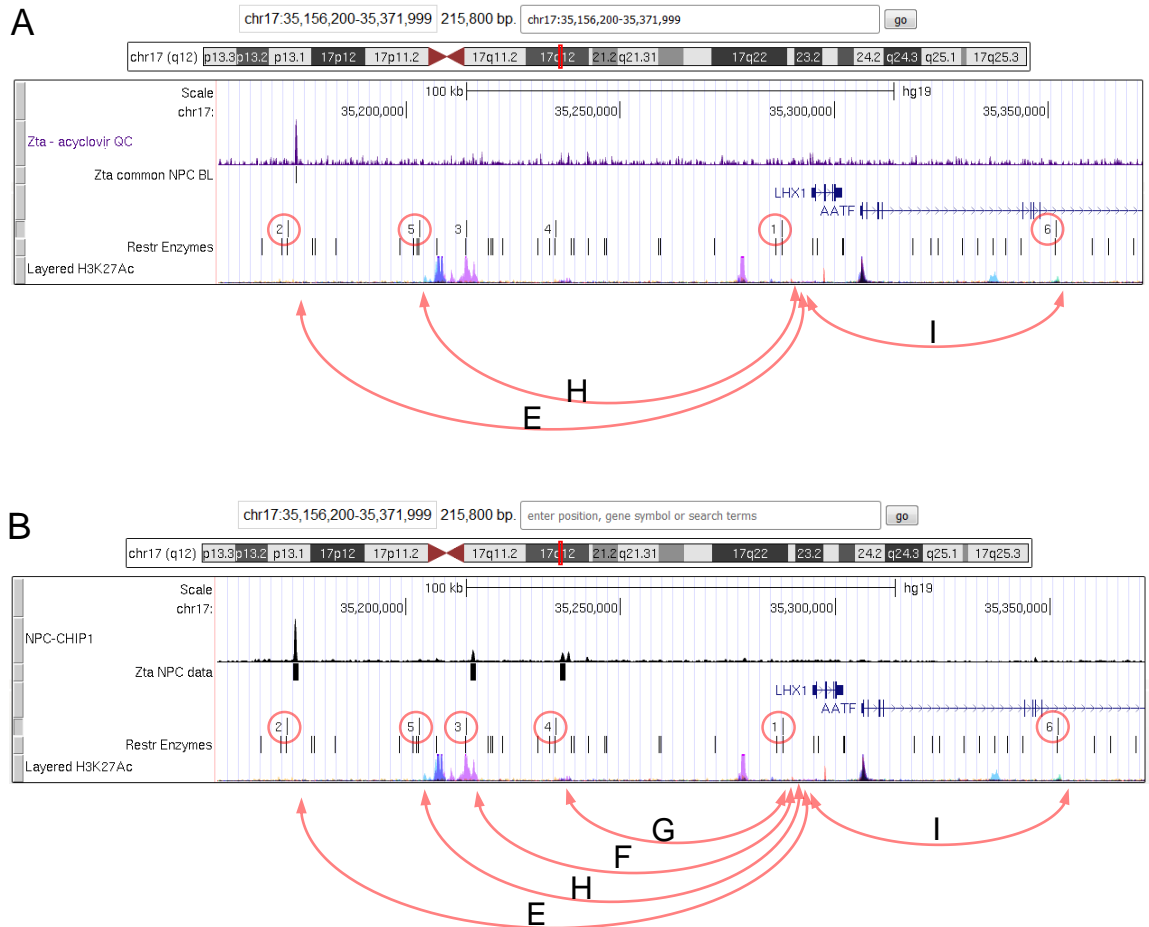 A
chr17:35,156,200-35,371,999 215,800 bp. chr17:35,156,200-35,371,999 go
chr17 (q12) p13.3 p13.2 p13.1 17p12 17p11.2 17q11.2 17q12 21.2 q21.31 17q22 23.2 24.2 q24.3 q25.1 17q25.3
Scale 100 kb hg19
chr17: 35,200,000 35,250,000 35,300,000 35,350,000
Zta - acyclovir QC
Zta common NPC BL
LHX1
AATF
2 5 3 4 1 6
Restr Enzymes
Layered H3K27Ac
I
H
E
B
chr17:35,156,200-35,371,999 215,800 bp. enter position, gene symbol or search terms go
chr17 (q12) p13.3 p13.2 p13.1 17p12 17p11.2 17q11.2 17q12 21.2 q21.31 17q22 23.2 24.2 q24.3 q25.1 17q25.3
Scale 100 kb hg19
chr17: 35,200,000 35,250,000 35,300,000 35,350,000
NPC-CHIP1
Zta NPC data
LHX1
AATF
2 5 3 4 1 6
Restr Enzymes
Layered H3K27Ac
G I
F
H
E